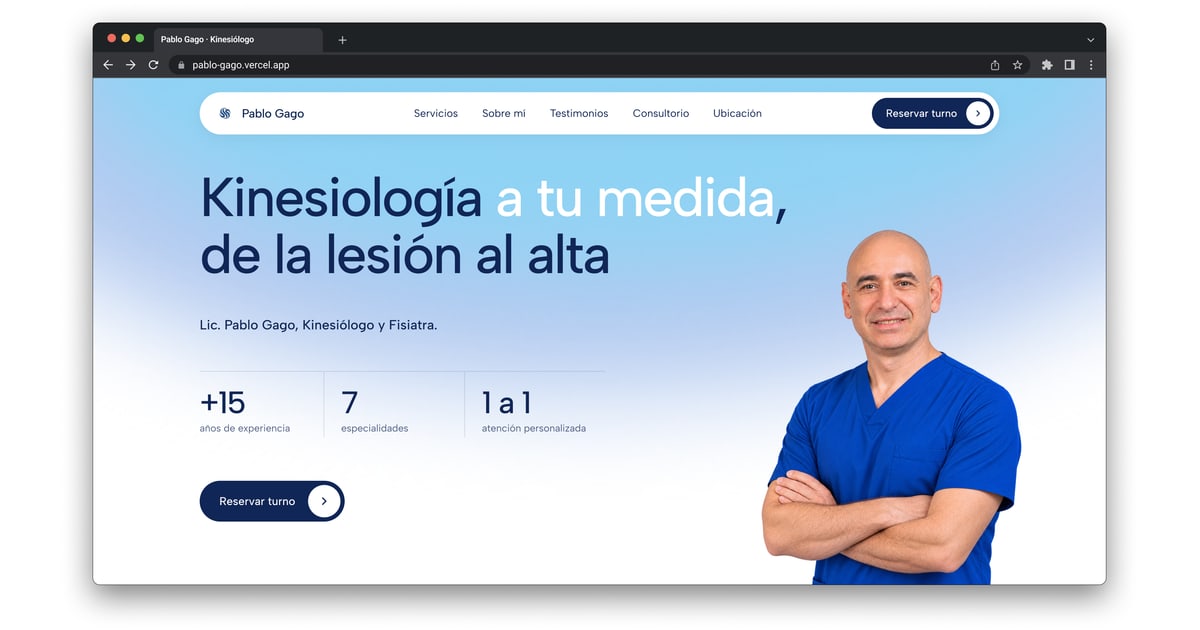 Pablo Gago · Kinesiólogo
pablo-gago.vercel.app
Pablo Gago
Servicios
Sobre mi
Testimonios
Consultorio
Ubicación
Reservar turno
Kinesiología a tu medida,
de la lesión al alta
Lic. Pablo Gago, Kinesiólogo y Fisiatra.
+15
años de experiencia
7
especialidades
1 a 1
atención personalizada
Reservar turno